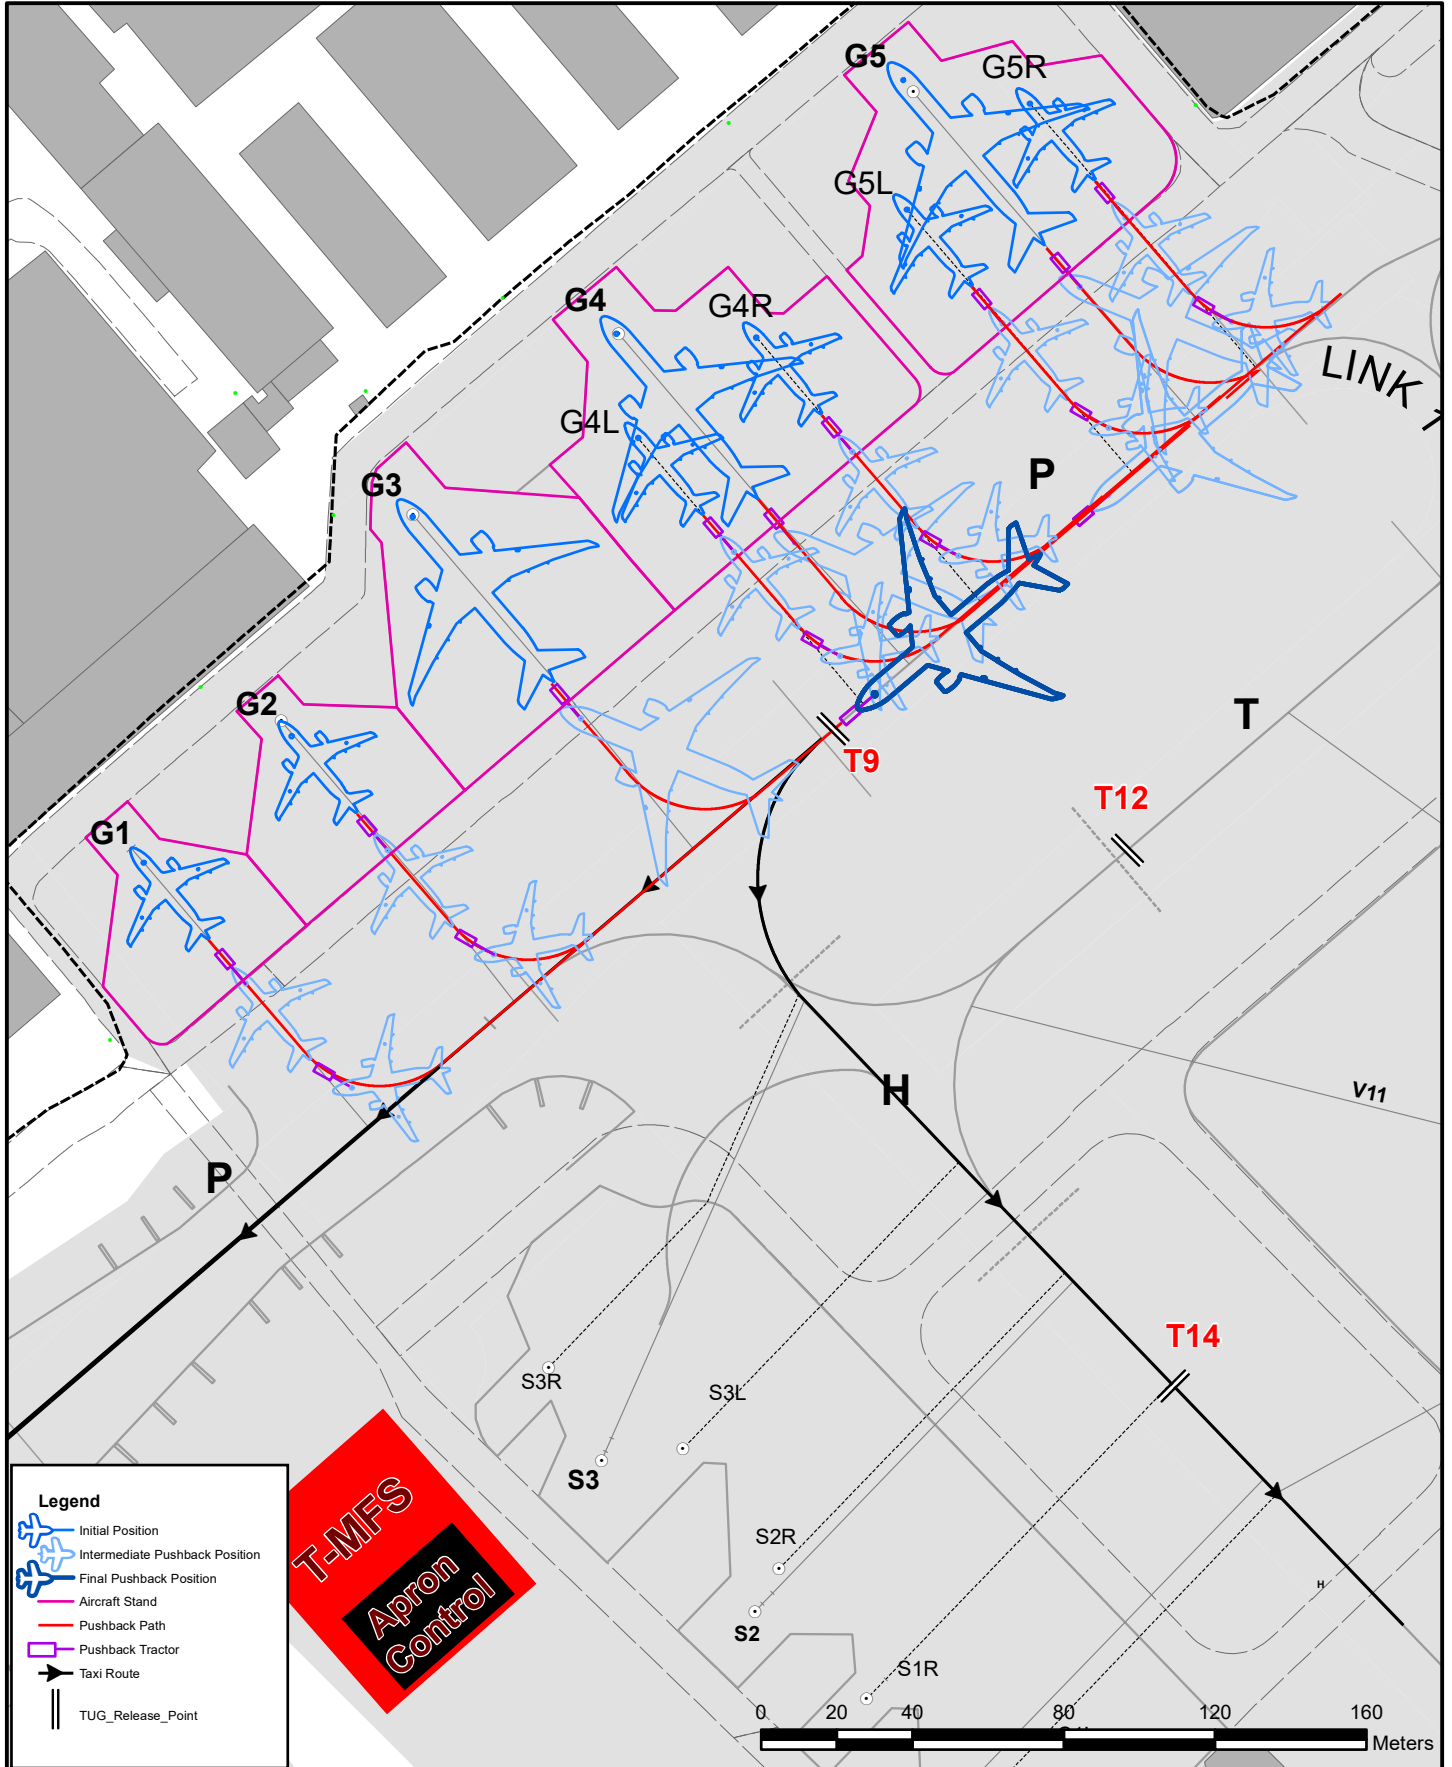 G5
G5R
G5L
G4
G4R
LINK 7
G4L
P
G3
G2
T
T9
T12
G1
H
V11
P
T14
S3R
S3L
S3
T-MFS
Apron
Control
S2R
H
S2
S1R
Legend
Initial Position
Intermediate Pushback Position
Final Pushback Position
Aircraft Stand
Pushback Path
Pushback Tractor
Taxi Route
TUG_Release_Point
0 20 40 80 120 160
Meters